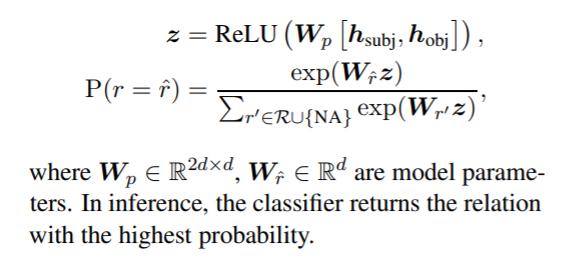 z = ReLU (W_p [h_subj, h_obj]) ,
P(r = r̂) = exp(W_r̂ z) / ∑_{r′∈R∪{NA}} exp(W_r′ z) ,
where W_p ∈ ℝ^{2d×d}, W_r̂ ∈ ℝ^d are model parame-
ters. In inference, the classifier returns the relation
with the highest probability.